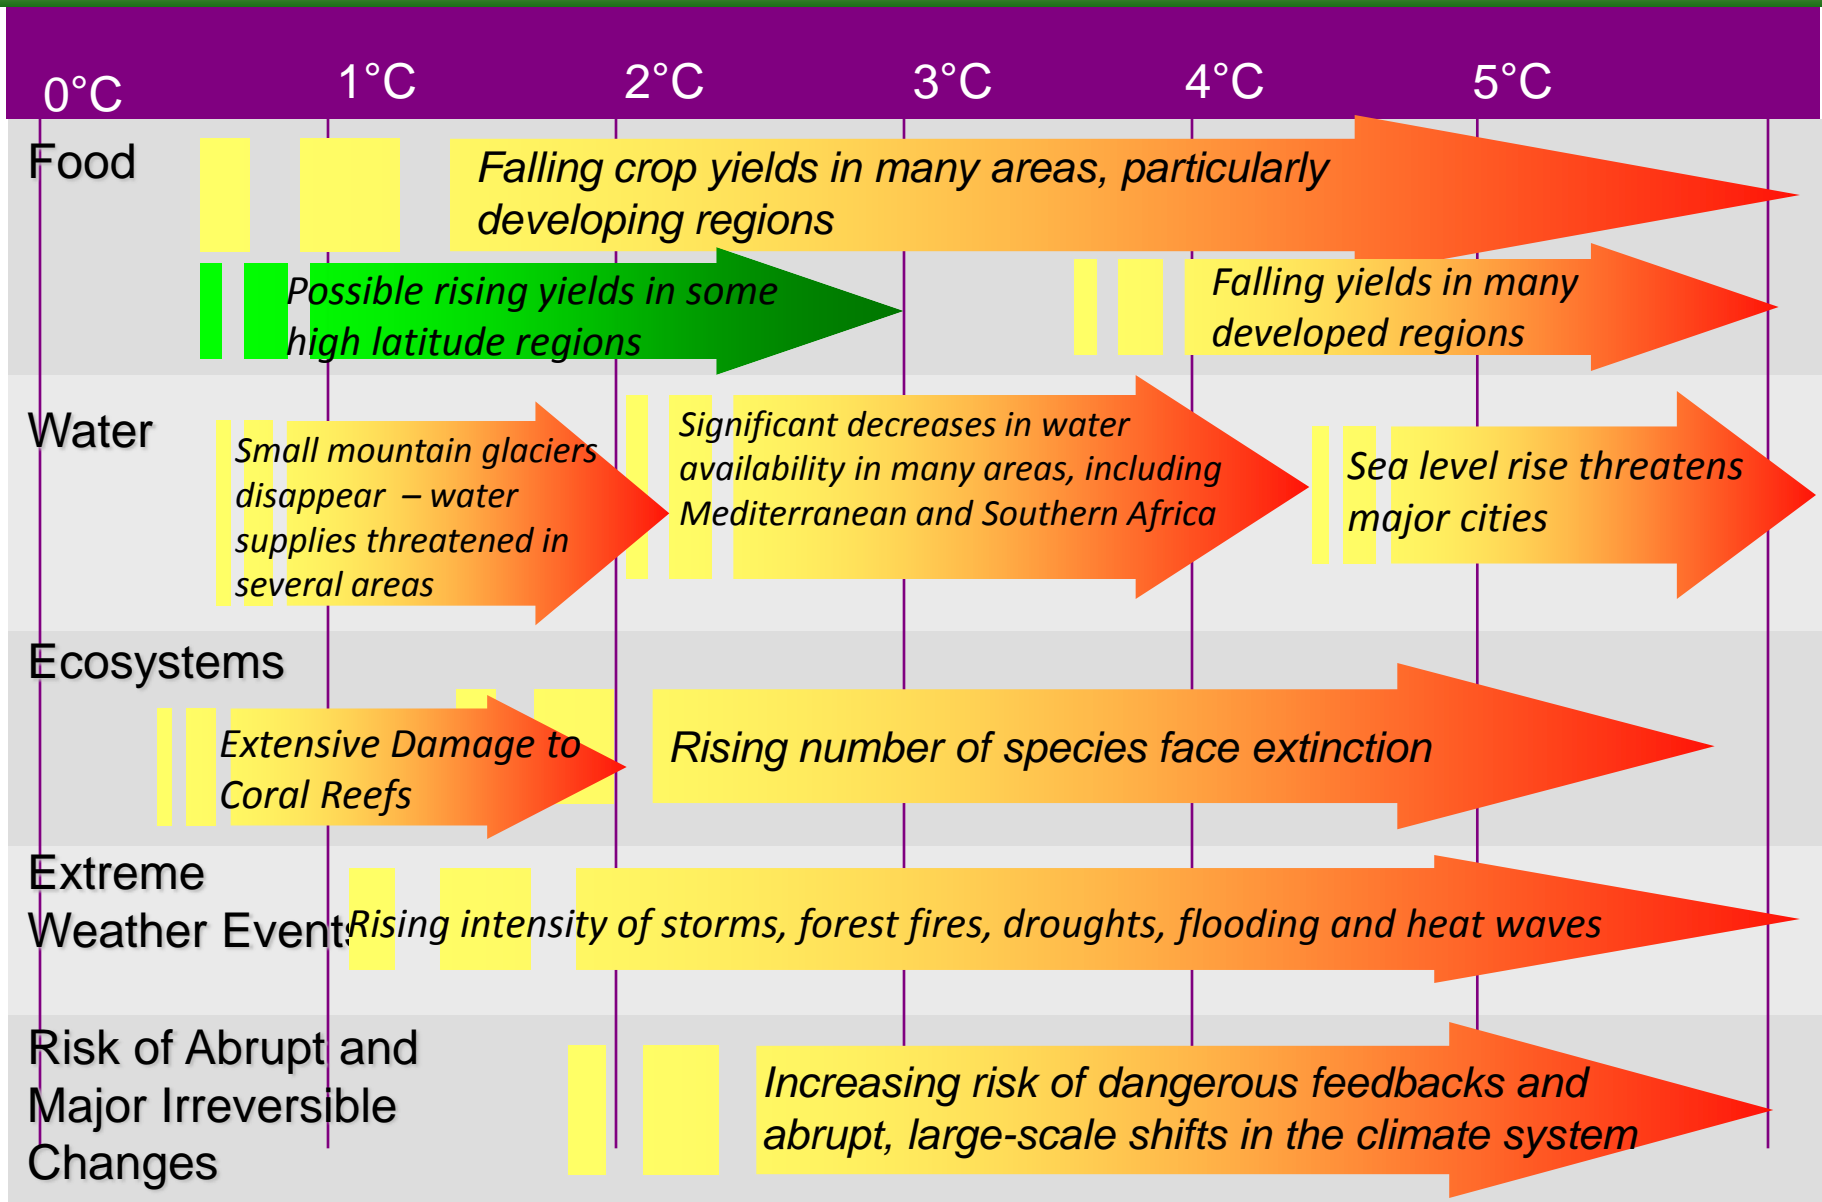 0°C
1°C
2°C
3°C
4°C
5°C
Food
Falling crop yields in many areas, particularly
developing regions
Possible rising yields in some
high latitude regions
Falling yields in many
developed regions
Water
Small mountain glaciers
disappear – water
supplies threatened in
several areas
Significant decreases in water
availability in many areas, including
Mediterranean and Southern Africa
Sea level rise threatens
major cities
Ecosystems
Extensive Damage to
Coral Reefs
Rising number of species face extinction
Extreme
Weather Events
Rising intensity of storms, forest fires, droughts, flooding and heat waves
Risk of Abrupt and
Major Irreversible
Changes
Increasing risk of dangerous feedbacks and
abrupt, large-scale shifts in the climate system